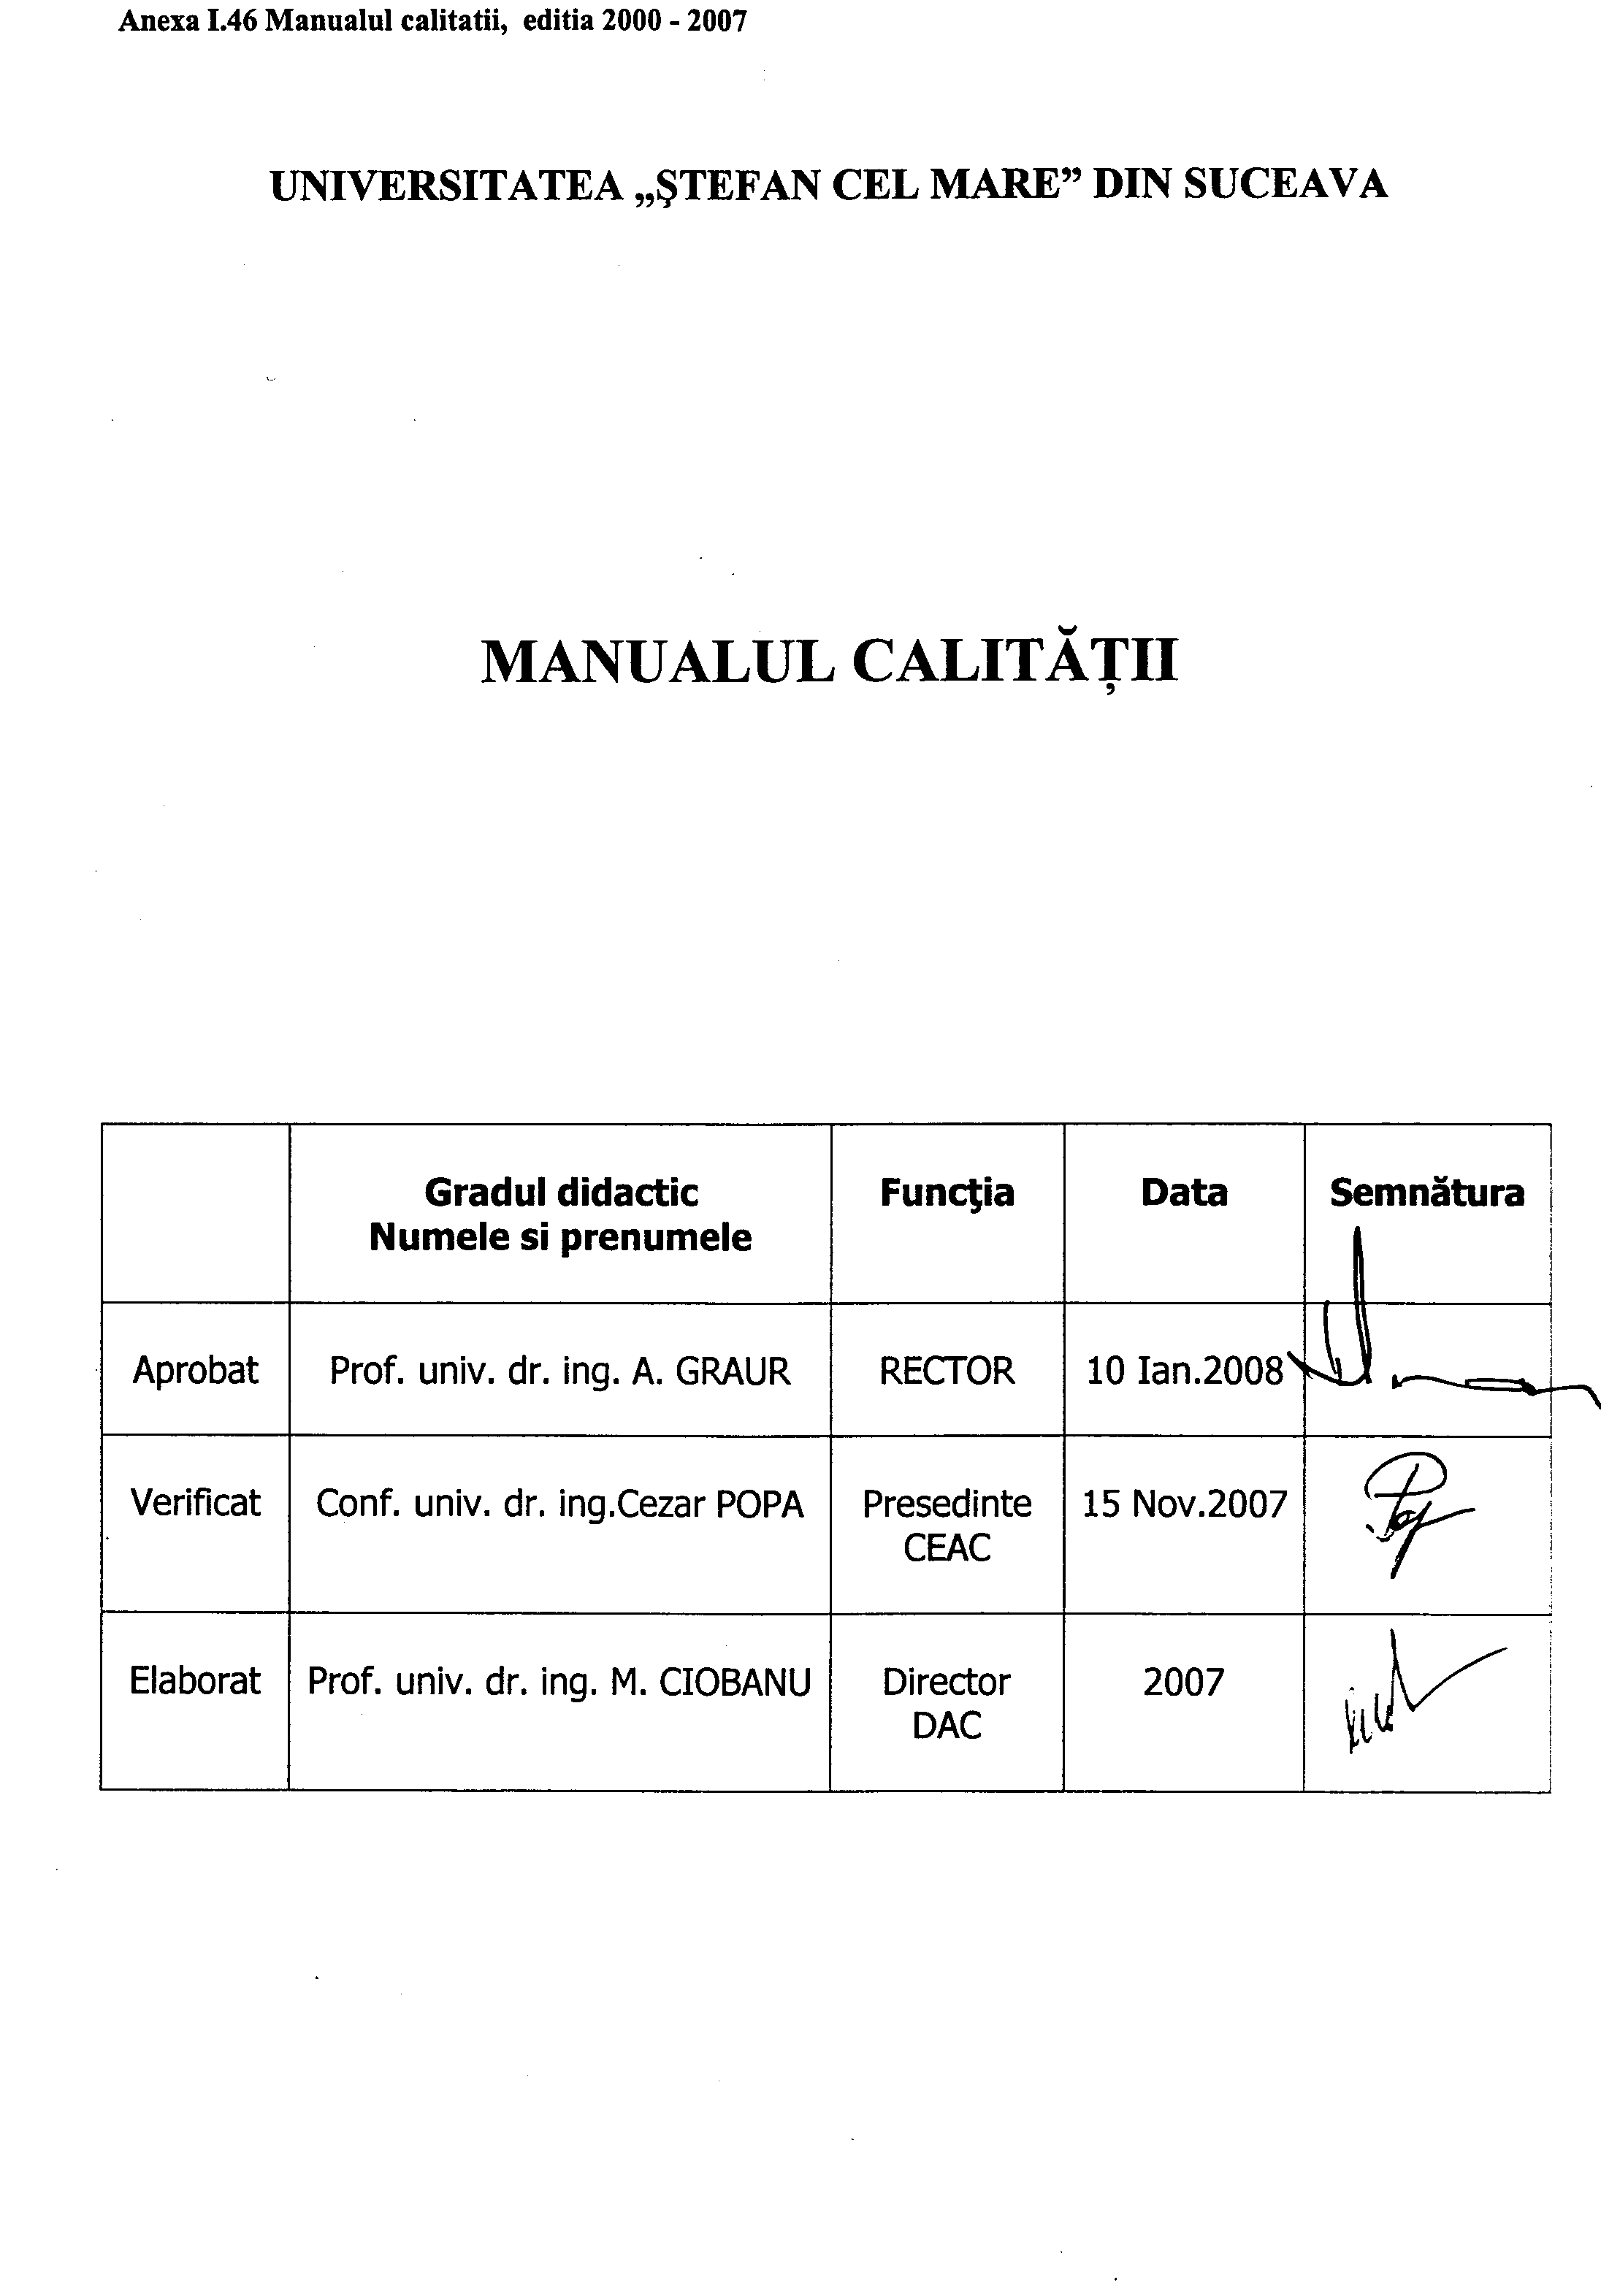 Anexa I.46 Manualul calitatii, editia 2000 - 2007
UNIVERSITATEA „ŞTEFAN CEL MARE” DIN SUCEAVA
MANUALUL CALITĂȚII
Gradul didactic
Numele si prenumele
Funcţia
Data
Semnătura
Aprobat
Prof. univ. dr. ing. A. GRAUR
RECTOR
10 Ian.2008
Verificat
Conf. univ. dr. ing.Cezar POPA
Presedinte
CEAC
15 Nov.2007
Elaborat
Prof. univ. dr. ing. M. CIOBANU
Director
DAC
2007